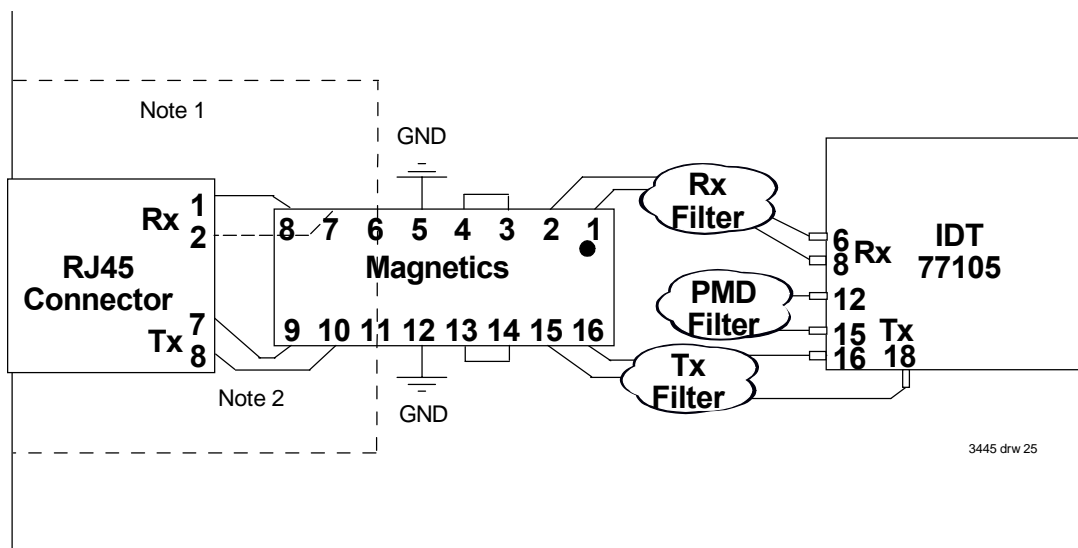 Note 1
GND
Rx
1
2
RJ45
Connector
Tx
7
8
Note 2
8 7 6 5 4 3 2 1
Magnetics
9 10 11 12 13 14 15 16
GND
Rx
Filter
PMD
Filter
Tx
Filter
6
8
Rx
IDT
77105
12
15
Tx
16
18
3445 drw 25